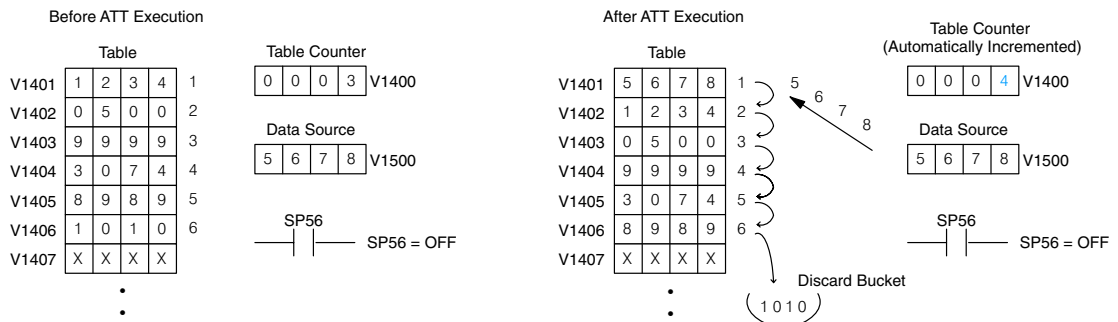 Before ATT Execution
Table
V1401 1 2 3 4 1
V1402 0 5 0 0 2
V1403 9 9 9 9 3
V1404 3 0 7 4 4
V1405 8 9 8 9 5
V1406 1 0 1 0 6
V1407 X X X X
Table Counter
0 0 0 3 V1400
Data Source
5 6 7 8 V1500
SP56
SP56 = OFF
After ATT Execution
Table
V1401 5 6 7 8 1
V1402 1 2 3 4 2
V1403 0 5 0 0 3
V1404 9 9 9 9 4
V1405 3 0 7 4 5
V1406 8 9 8 9 6
V1407 X X X X
5 6 7 8
Discard Bucket
1 0 1 0
Table Counter
(Automatically Incremented)
0 0 0 4 V1400
Data Source
5 6 7 8 V1500
SP56
SP56 = OFF